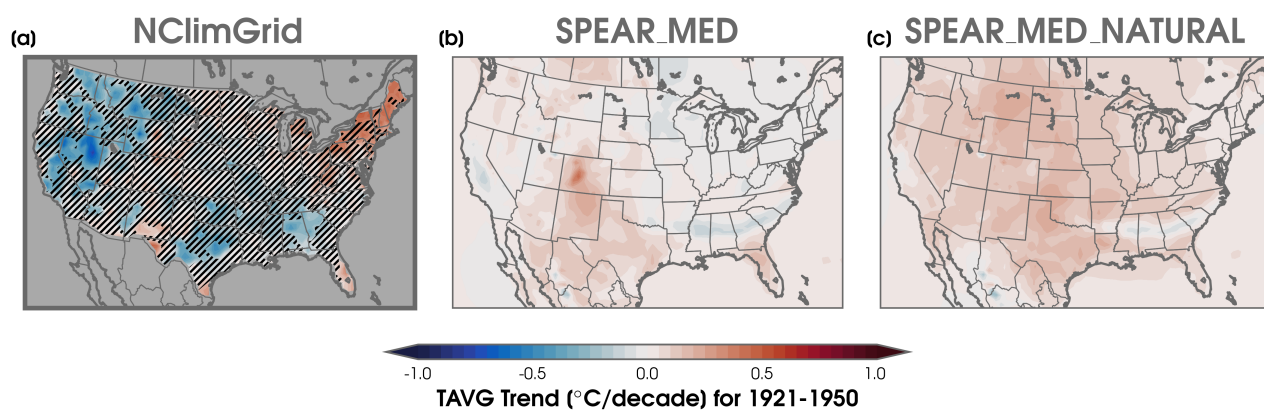 (a) NClimGrid
(b) SPEAR_MED
(c) SPEAR_MED_NATURAL
-1.0 -0.5 0.0 0.5 1.0
TAVG Trend (°C/decade) for 1921-1950